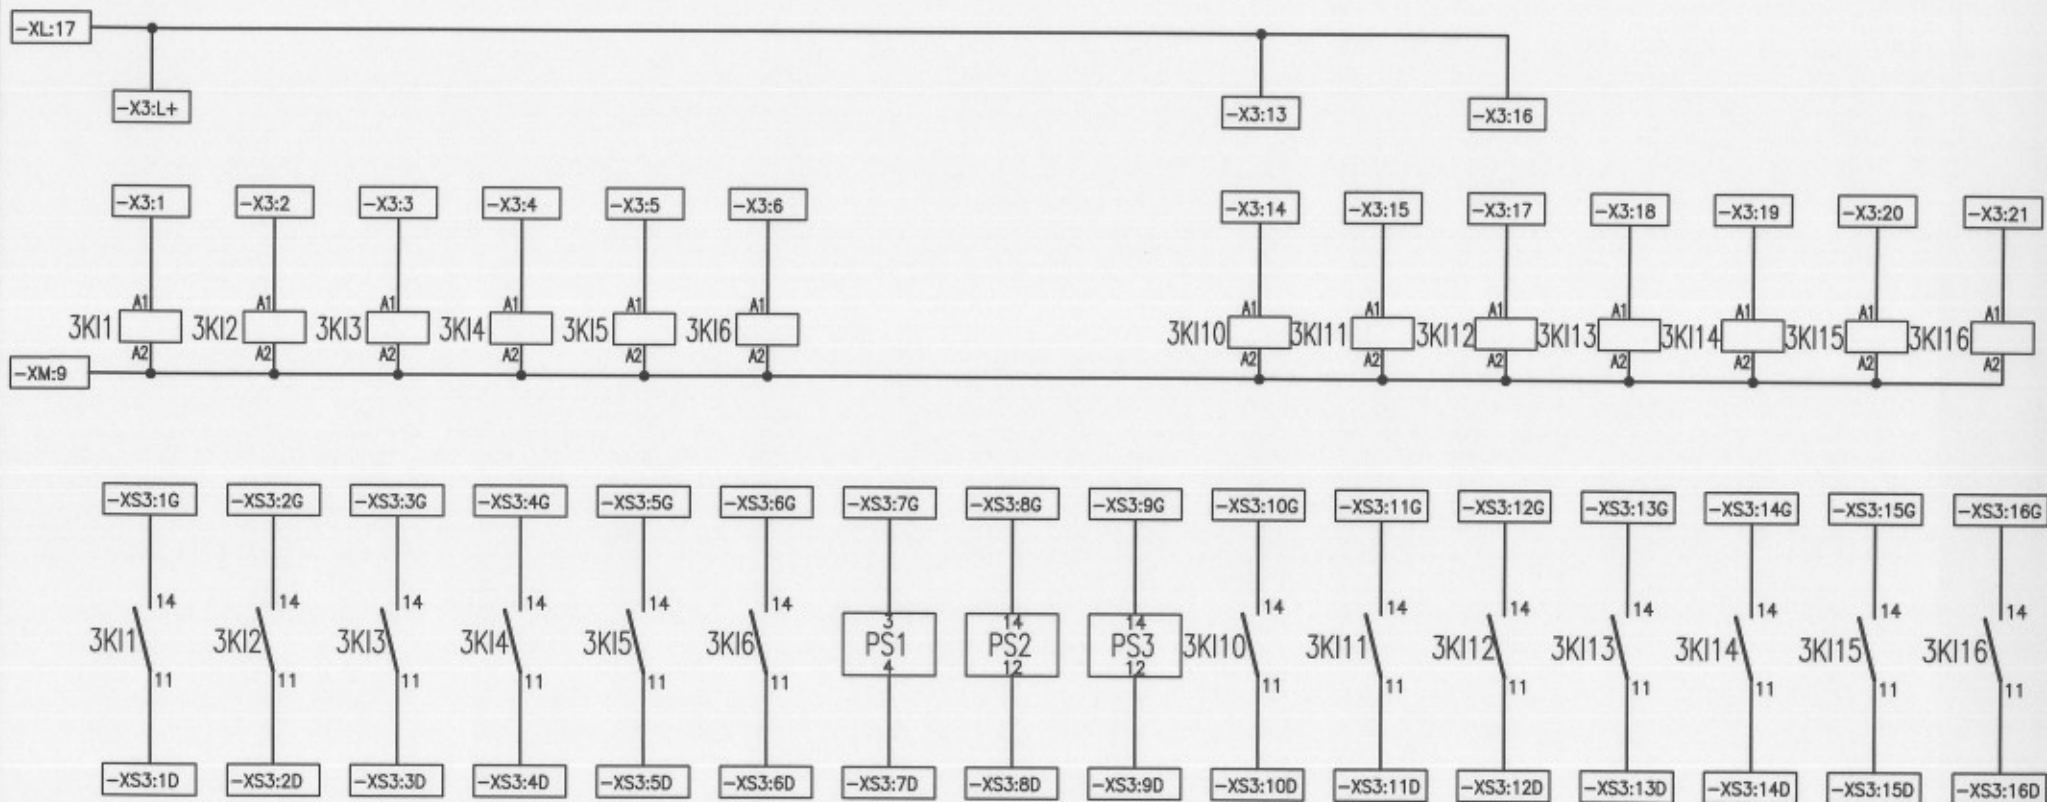 -XL:17
-X3:L+ -X3:13 -X3:16
-X3:1 -X3:2 -X3:3 -X3:4 -X3:5 -X3:6 -X3:14 -X3:15 -X3:17 -X3:18 -X3:19 -X3:20 -X3:21
A1 A1 A1 A1 A1 A1 A1 A1 A1 A1 A1 A1 A1
3KI1 3KI2 3KI3 3KI4 3KI5 3KI6 3KI10 3KI11 3KI12 3KI13 3KI14 3KI15 3KI16
A2 A2 A2 A2 A2 A2 A2 A2 A2 A2 A2 A2 A2
-XM:9
-XS3:1G -XS3:2G -XS3:3G -XS3:4G -XS3:5G -XS3:6G -XS3:7G -XS3:8G -XS3:9G -XS3:10G -XS3:11G -XS3:12G -XS3:13G -XS3:14G -XS3:15G -XS3:16G
14 14 14 14 14 14 3 14 14 14 14 14 14 14 14 14
3KI1 3KI2 3KI3 3KI4 3KI5 3KI6 PS1 PS2 PS3 3KI10 3KI11 3KI12 3KI13 3KI14 3KI15 3KI16
11 11 11 11 11 11 4 12 12 11 11 11 11 11 11 11
-XS3:1D -XS3:2D -XS3:3D -XS3:4D -XS3:5D -XS3:6D -XS3:7D -XS3:8D -XS3:9D -XS3:10D -XS3:11D -XS3:12D -XS3:13D -XS3:14D -XS3:15D -XS3:16D